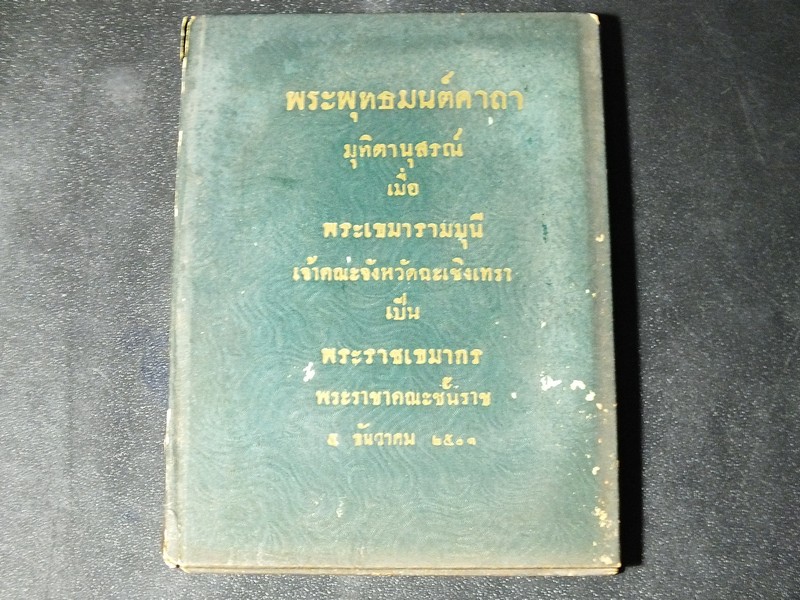 พระพุทธมนต์คาถา
มุทิตานุสรณ์
เมื่อ
พระเขมารามมุนี
เจ้าคณะจังหวัดฉะเชิงเทรา
เป็น
พระราชเขมากร
พระราชาคณะชั้นราช
๕ ธันวาคม ๒๕๐๑